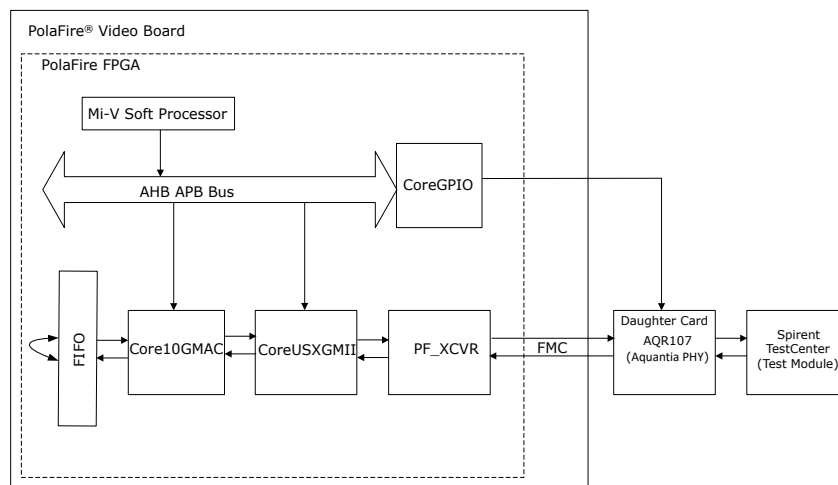 PolaFire® Video Board
PolaFire FPGA
Mi-V Soft Processor
AHB APB Bus
CoreGPIO
FIFO
Core10GMAC
CoreUSXGMII
PF_XCVR
FMC
Daughter Card
AQR107
(Aquantia PHY)
Spirent
TestCenter
(Test Module)